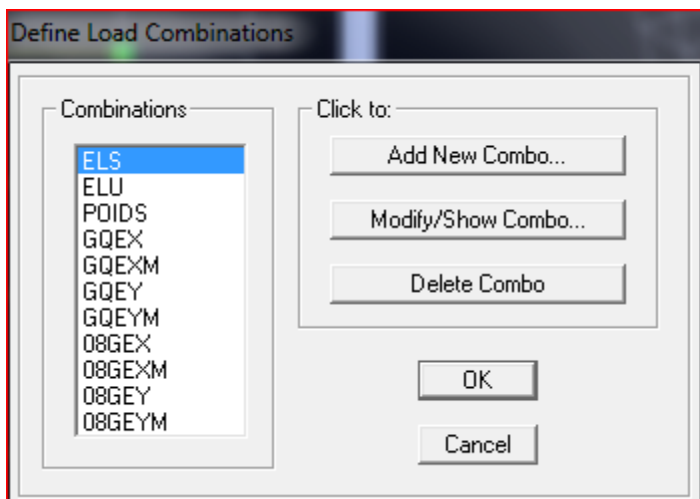 Define Load Combinations
Combinations
ELS
ELU
POIDS
GQEX
GQEXM
GQEY
GQEYM
08GEX
08GEXM
08GEY
08GEYM
Click to:
Add New Combo...
Modify/Show Combo...
Delete Combo
OK
Cancel